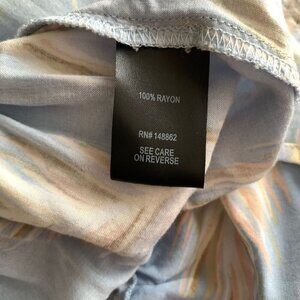 100% RAYON
RN# 148862
SEE CARE
ON REVERSE